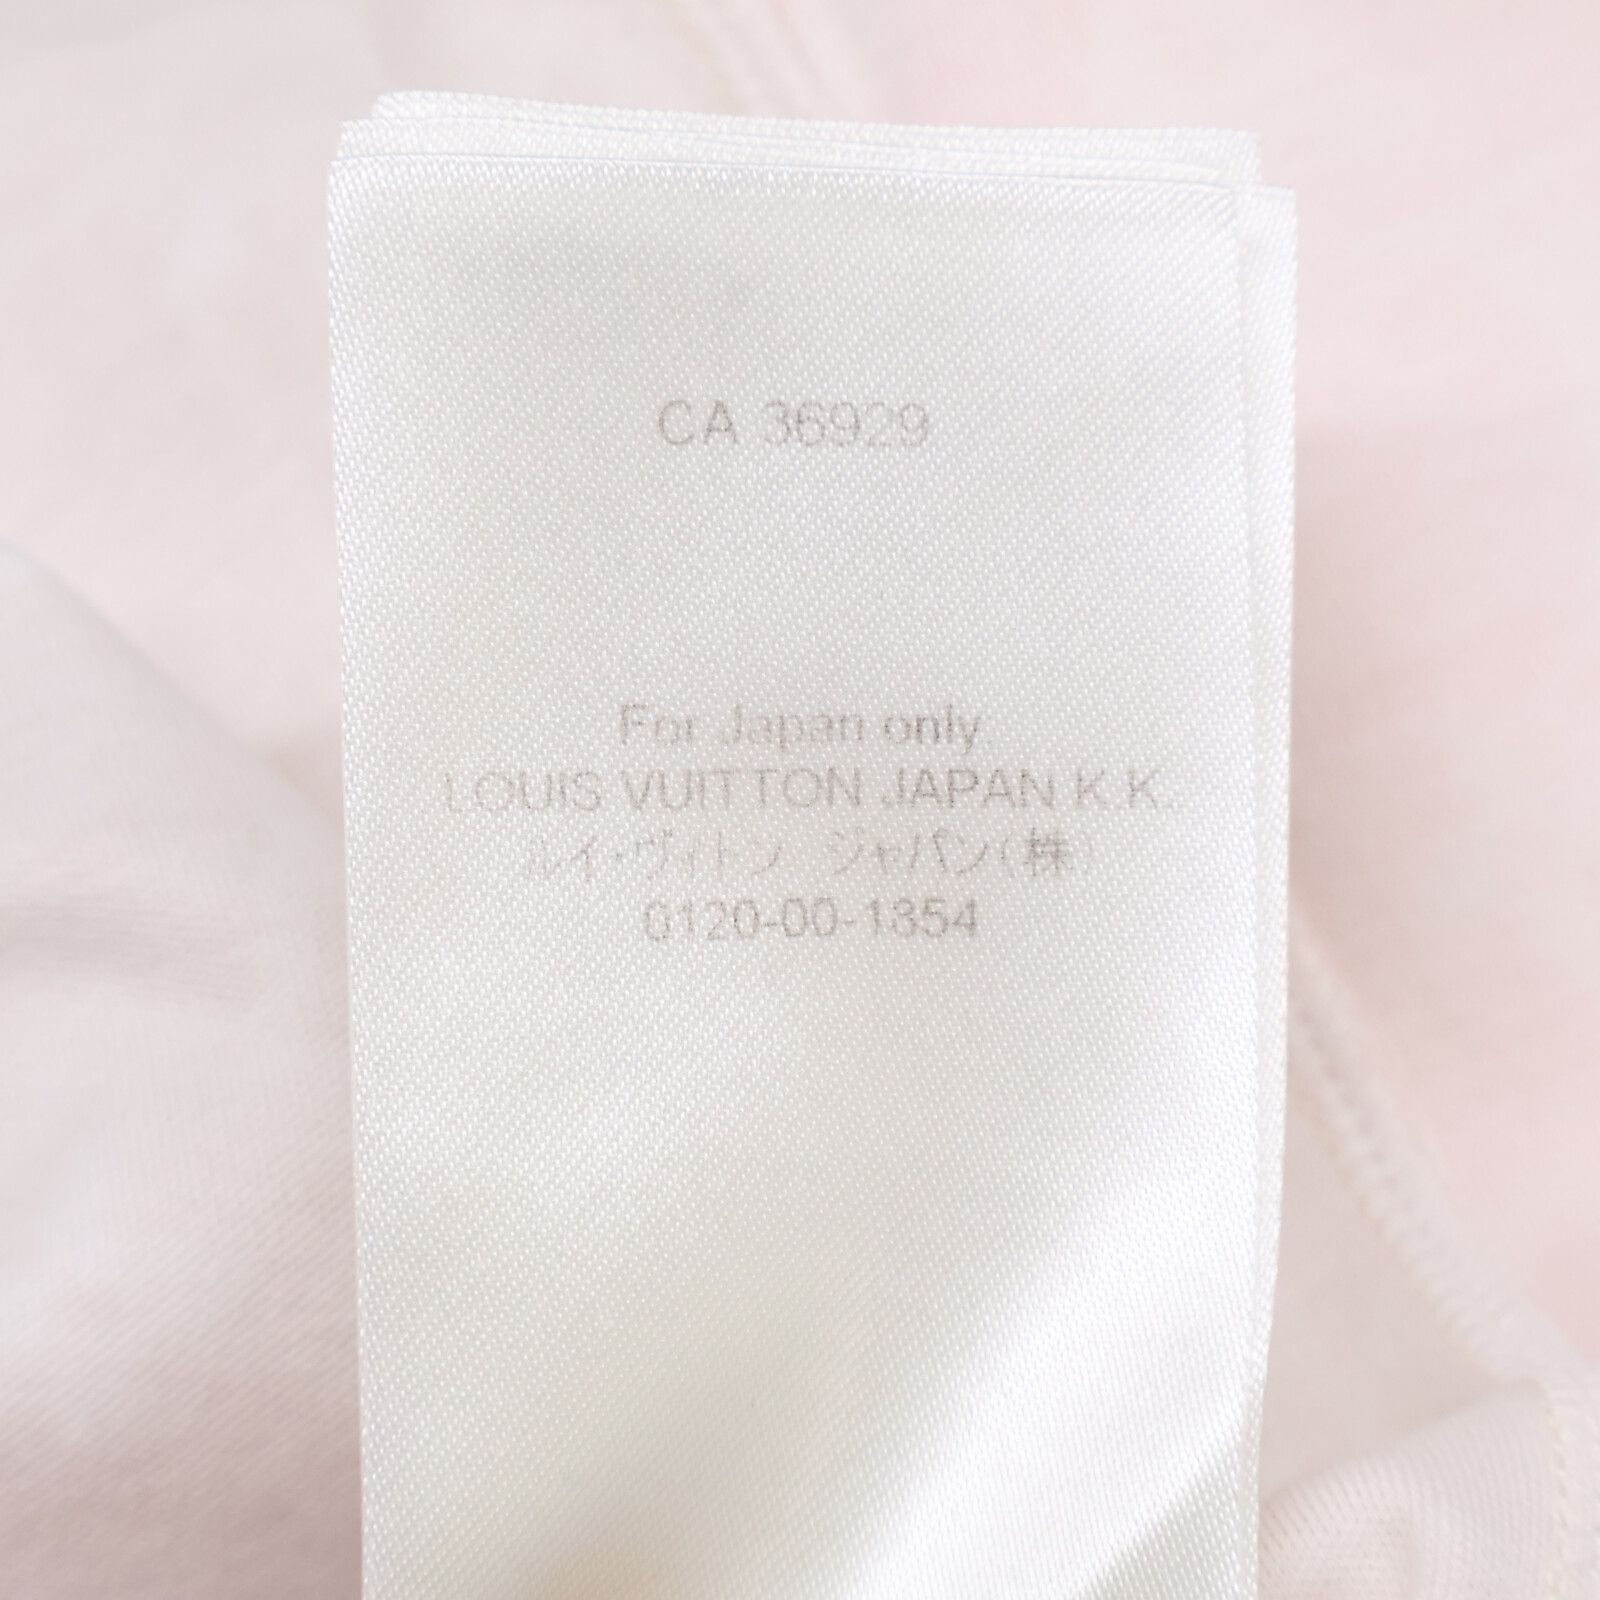 CA 36929
For Japan only
LOUIS VUITTON JAPAN K.K.
ルイ・ヴィトン ジャパン(株)
0120-00-1854